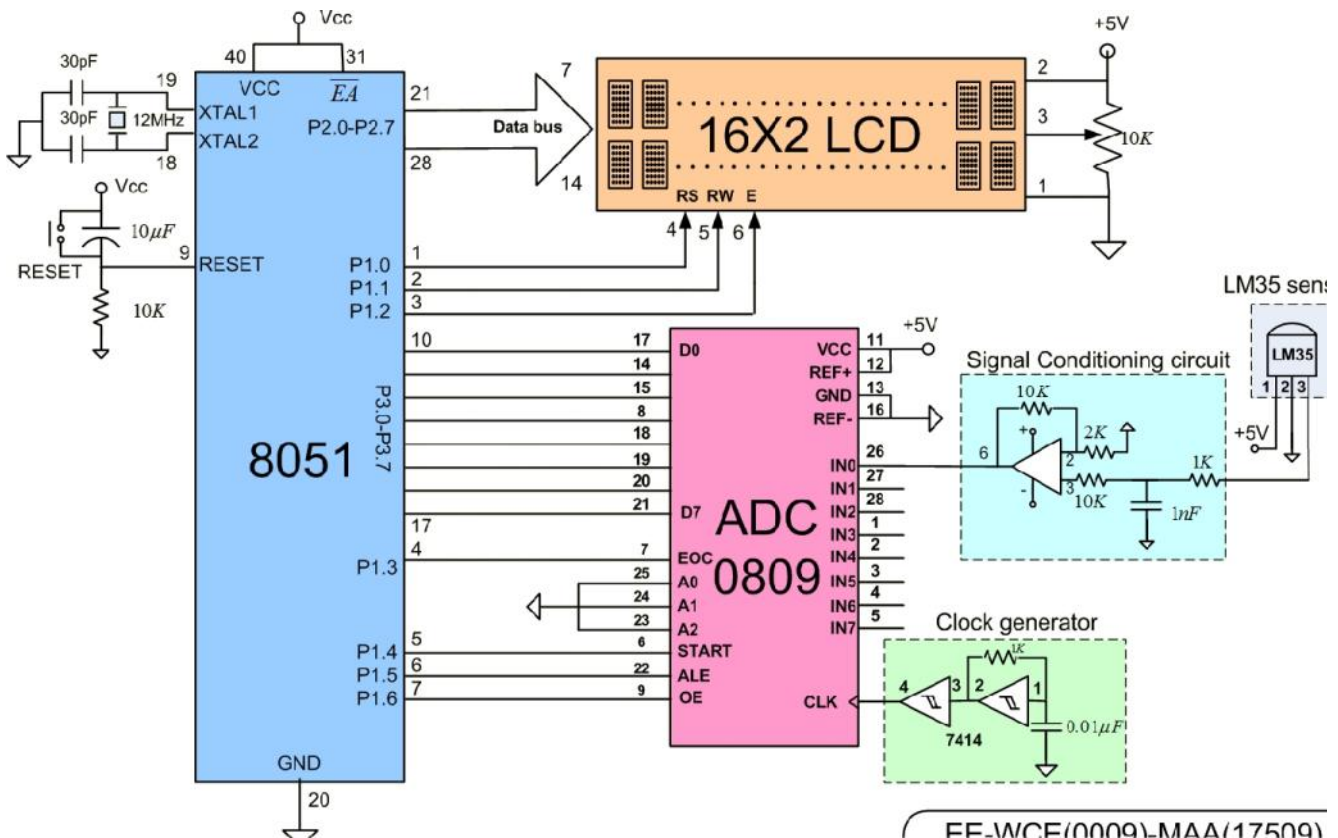 Vcc
40
31
30pF
19
VCC
EA
XTAL1
30pF
12MHz
XTAL2
18
21
P2.0-P2.7
28
Data bus
7
14
16X2 LCD
RS RW E
4
5
6
+5V
2
3
10K
1
Vcc
10µF
9
RESET
RESET
10K
P1.0
1
P1.1
2
P1.2
3
8051
10
P3.0-P3.7
17
4
P1.3
P1.4
5
P1.5
6
P1.6
7
GND
20
17
D0
14
15
8
18
19
20
21
D7
7
EOC
25
A0
24
A1
23
A2
6
START
22
ALE
9
OE
ADC
0809
VCC
11
+5V
REF+
12
GND
13
REF-
16
IN0
26
IN1
27
IN2
28
IN3
1
IN4
2
IN5
3
IN6
4
IN7
5
CLK
Signal Conditioning circuit
10K
+
6
2
2K
3
10K
-
1nF
1K
LM35 sens
LM35
1 2 3
+5V
Clock generator
1K
4
3
2
1
7414
0.01µF
EE-WCE(0009)-MAA(17509)